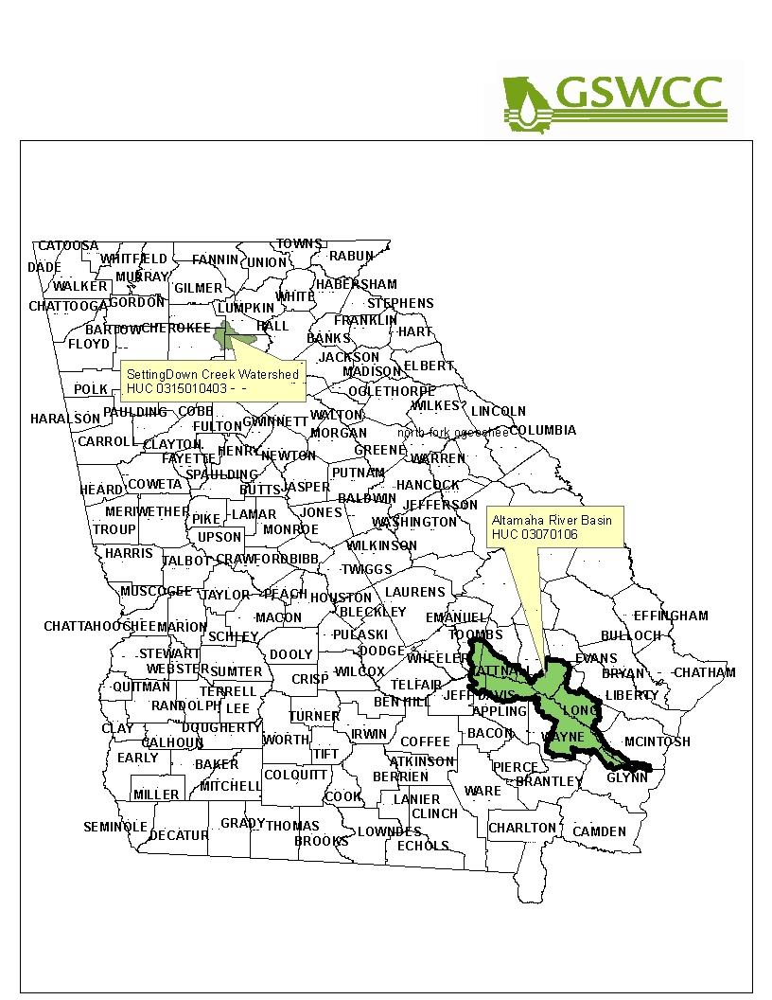 GSWCC
CATOOSA
TOWNS
DADE
WHITFIELD
FANNIN
UNION
RABUN
MURRAY
WALKER
GILMER
HABERSHAM
CHATTOOGA
GORDON
LUMPKIN
WHITE
STEPHENS
BARTOW
CHEROKEE
HALL
FRANKLIN
FLOYD
BANKS
HART
JACKSON
SettingDown Creek Watershed
HUC 0315010403 - -
MADISON
ELBERT
POLK
OGLETHORPE
HARALSON
PAULDING
COBB
WILKES?
LINCOLN
FULTON
GWINNETT
WALTON
CARROLL
CLAYTON
MORGAN
north fork ogeechee
COLUMBIA
FAYETTE
HENRY
NEWTON
GREENE
WARREN
SPAULDING
PUTNAM
HEARD
COWETA
BUTTS
JASPER
HANCOCK
BALDWIN
JEFFERSON
MERIWETHER
PIKE
LAMAR
JONES
WASHINGTON
TROUP
UPSON
MONROE
Altamaha River Basin
HUC 03070106
HARRIS
TALBOT
CRAWFORD
BIBB
WILKINSON
TWIGGS
MUSCOGEE
TAYLOR
PEACH
HOUSTON
LAURENS
CHATTAHOOCHEE
MARION
MACON
BLECKLEY
EMANUEL
EFFINGHAM
SCHLEY
PULASKI
TOOMBS
BULLOCH
STEWART
DOOLY
DODGE
WHEELER
EVANS
WEBSTER
SUMTER
CRISP
WILCOX
TATTNALL
BRYAN
CHATHAM
QUITMAN
TERRELL
TELFAIR
JEFF DAVIS
LIBERTY
RANDOLPH
LEE
BEN HILL
APPLING
LONG
CLAY
DOUGHERTY
TURNER
CALHOUN
WORTH
IRWIN
COFFEE
BACON
WAYNE
MCINTOSH
EARLY
BAKER
TIFT
ATKINSON
PIERCE
COLQUITT
BERRIEN
BRANTLEY
GLYNN
MILLER
MITCHELL
COOK
LANIER
WARE
CLINCH
SEMINOLE
DECATUR
GRADY
THOMAS
BROOKS
LOWNDES
ECHOLS
CHARLTON
CAMDEN